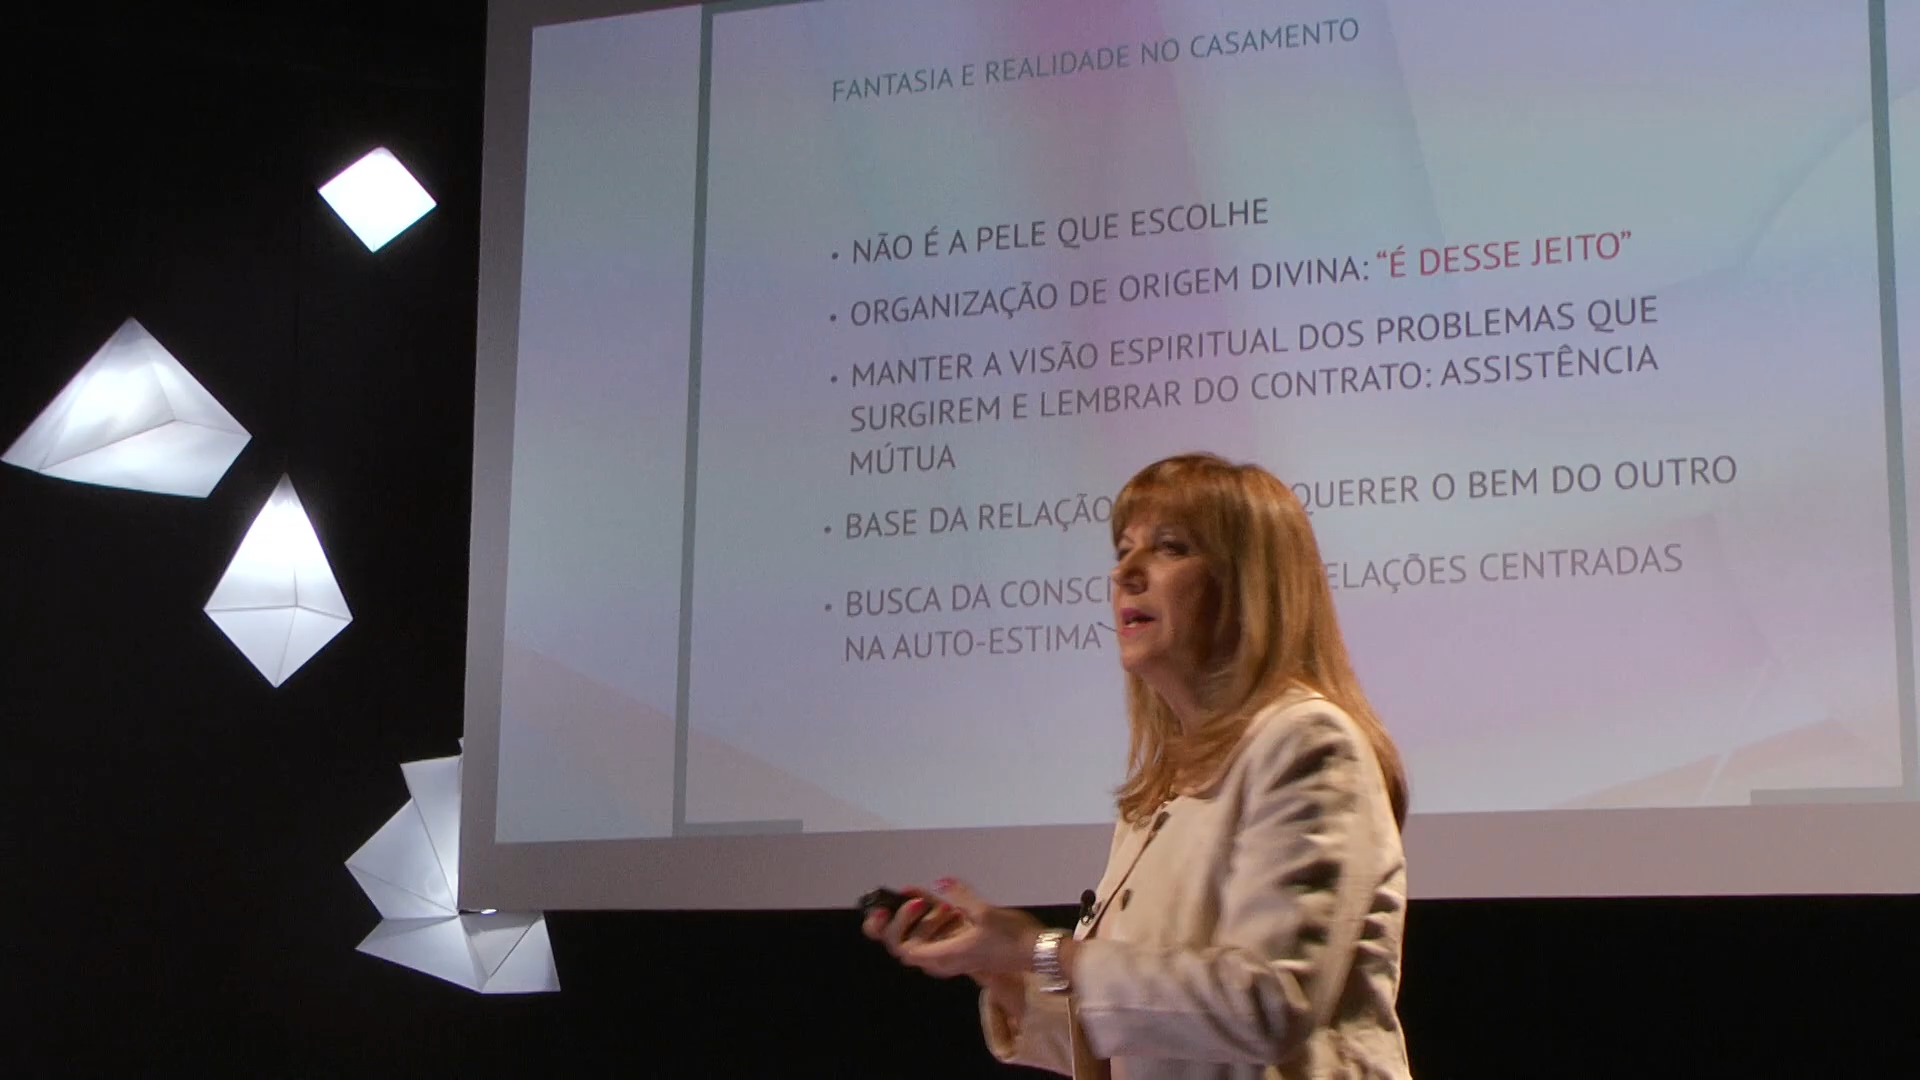 FANTASIA E REALIDADE NO CASAMENTO
• NÃO É A PELE QUE ESCOLHE
• ORGANIZAÇÃO DE ORIGEM DIVINA: “É DESSE JEITO”
• MANTER A VISÃO ESPIRITUAL DOS PROBLEMAS QUE
SURGIREM E LEMBRAR DO CONTRATO: ASSISTÊNCIA
MÚTUA
• BASE DA RELAÇÃO QUERER O BEM DO OUTRO
• BUSCA DA CENTRADAS
NA AUTO-ESTIMA